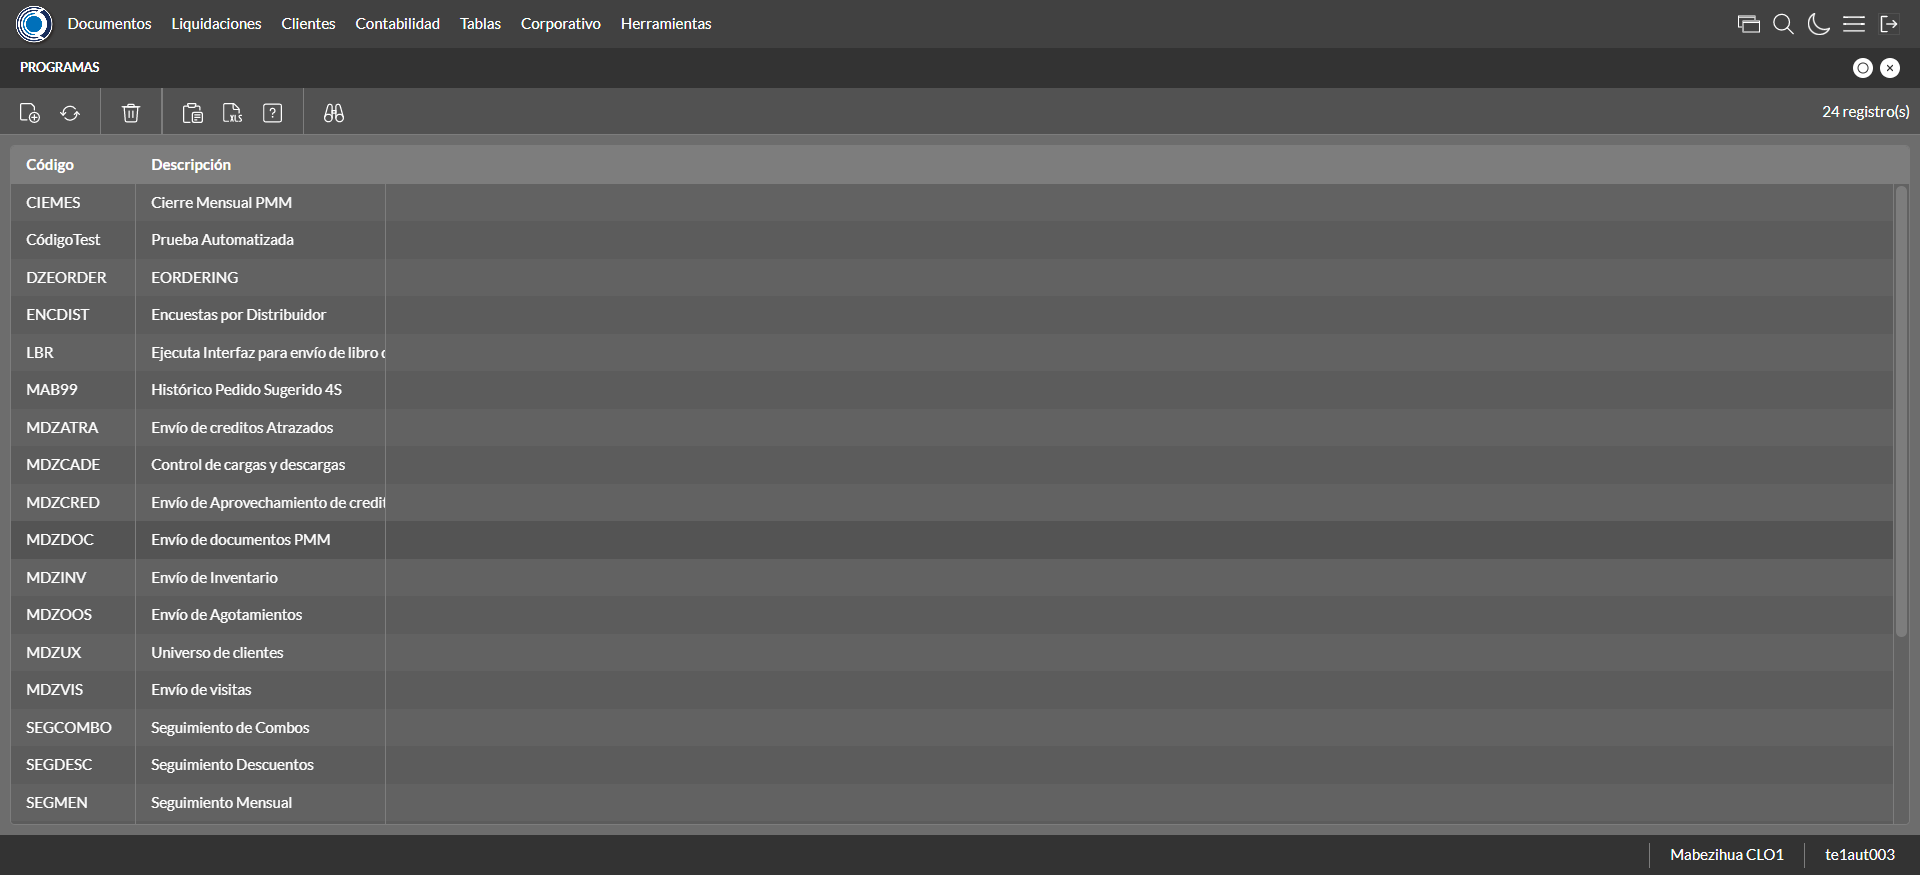 Documentos Liquidaciones Clientes Contabilidad Tablas Corporativo Herramientas
PROGRAMAS
XLS ? 24 registro(s)
Código Descripción
CIEMES Cierre Mensual PMM
CódigoTest Prueba Automatizada
DZEORDER EORDERING
ENCDIST Encuestas por Distribuidor
LBR Ejecuta Interfaz para envío de libro
MAB99 Histórico Pedido Sugerido 4S
MDZATRA Envío de creditos Atrazados
MDZCADE Control de cargas y descargas
MDZCRED Envío de Aprovechamiento de credit
MDZDOC Envío de documentos PMM
MDZINV Envío de Inventario
MDZOOS Envío de Agotamientos
MDZUX Universo de clientes
MDZVIS Envío de visitas
SEGCOMBO Seguimiento de Combos
SEGDESC Seguimiento Descuentos
SEGMEN Seguimiento Mensual
Mabezihua CLO1 te1aut003